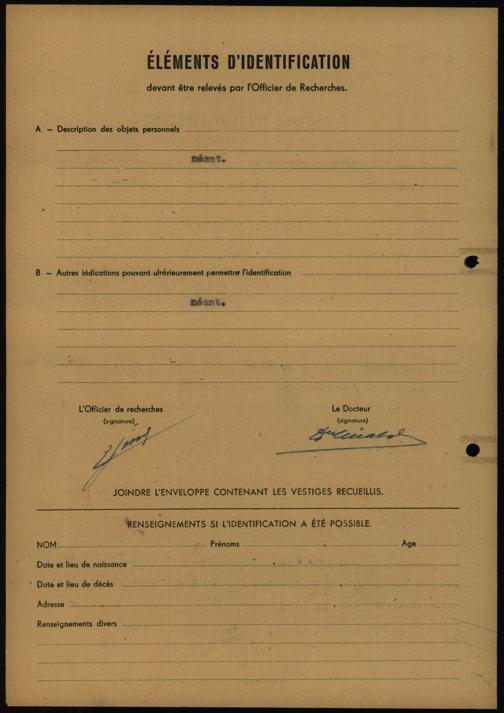 ÉLÉMENTS D'IDENTIFICATION
devant être relevés par l'Officier de Recherches.
A – Description des objets personnels
néant.
B – Autres indications pouvant ultérieurement permettre l'identification
néant.
L'Officier de recherches Le Docteur
(signature) (signature)
JOINDRE L'ENVELOPPE CONTENANT LES VESTIGES RECUEILLIS.
RENSEIGNEMENTS SI L'IDENTIFICATION A ÉTÉ POSSIBLE.
NOM Prénoms Age
Date et lieu de naissance
Date et lieu de décès
Adresse
Renseignements divers